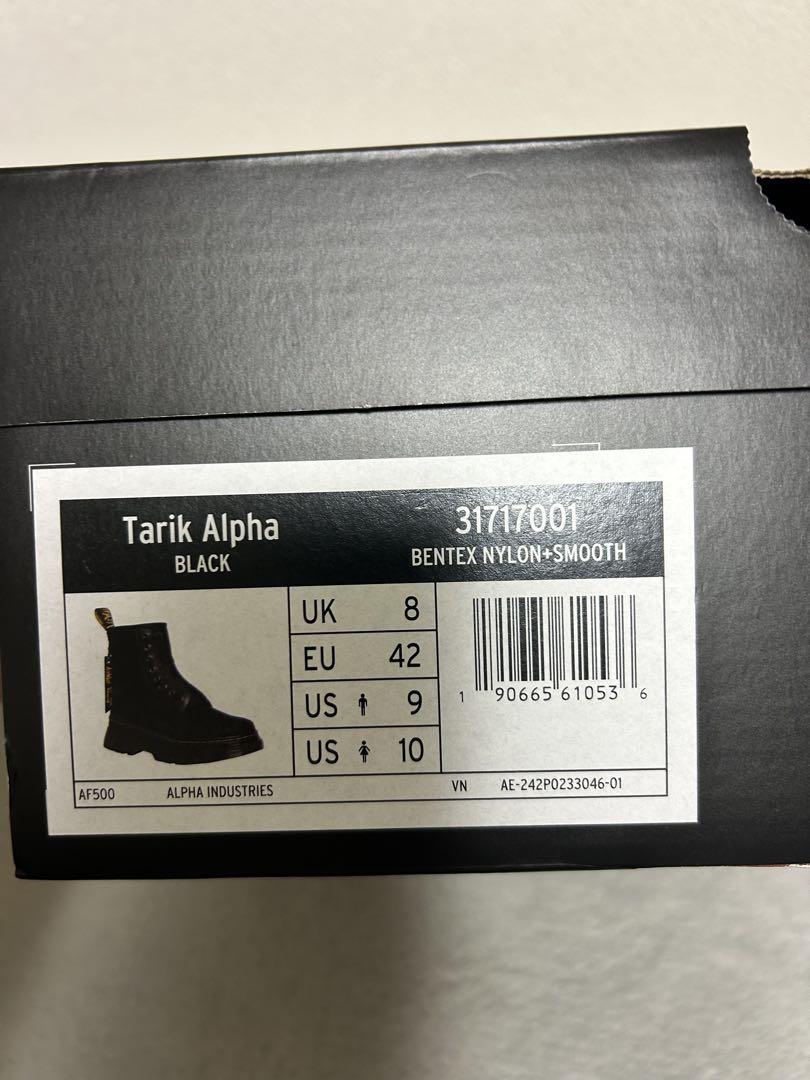 Tarik Alpha
BLACK
31717001
BENTEX NYLON+SMOOTH
UK 8
EU 42
US 9
US 10
1 90665 61053 6
AF500 ALPHA INDUSTRIES VN AE-242P0233046-01